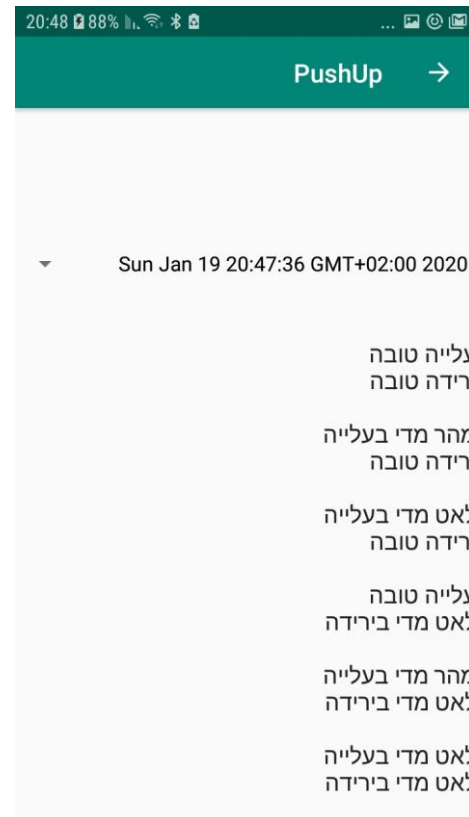 20:48 88% ...
PushUp →
Sun Jan 19 20:47:36 GMT+02:00 2020
עלייה טובה
רידה טובה
מהר מדי בעלייה
רידה טובה
לאט מדי בעלייה
רידה טובה
עלייה טובה
לאט מדי בירידה
מהר מדי בעלייה
לאט מדי בירידה
לאט מדי בעלייה
לאט מדי בירידה